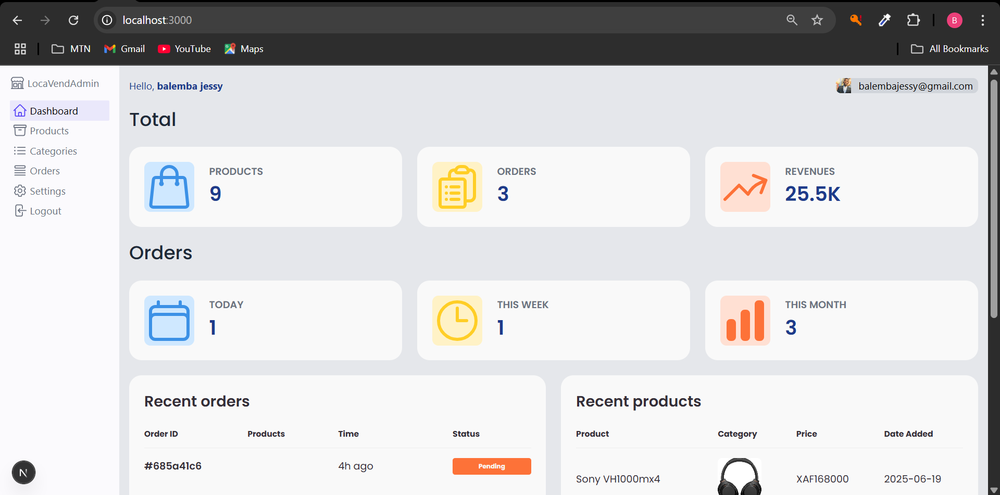 localhost:3000
B
MTN
Gmail
YouTube
Maps
All Bookmarks
LocaVendAdmin
Dashboard
Products
Categories
Orders
Settings
Logout
N
Hello, balemba jessy
balembajessy@gmail.com
Total
PRODUCTS
9
ORDERS
3
REVENUES
25.5K
Orders
TODAY
1
THIS WEEK
1
THIS MONTH
3
Recent orders
Order ID Products Time Status
#685a41c6 4h ago Pending
Recent products
Product Category Price Date Added
Sony VH1000mx4 XAF168000 2025-06-19